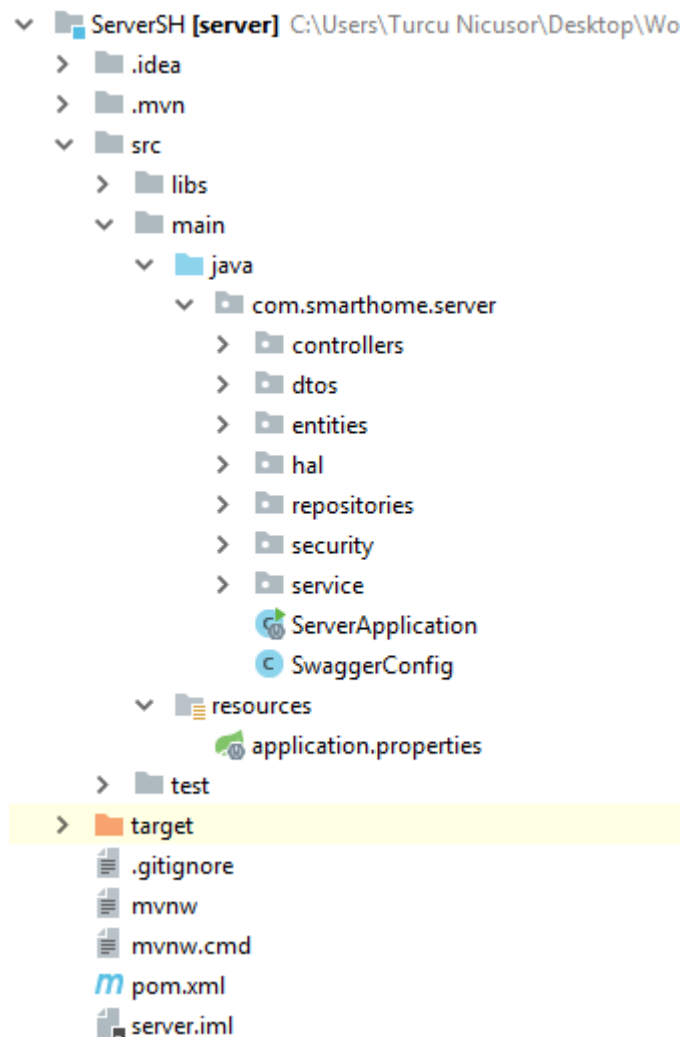 ServerSH [server] C:\Users\Turcu Nicusor\Desktop\Wo
.idea
.mvn
src
libs
main
java
com.smarthome.server
controllers
dtos
entities
hal
repositories
security
service
ServerApplication
C SwaggerConfig
resources
application.properties
test
target
.gitignore
mvnw
mvnw.cmd
m pom.xml
server.iml